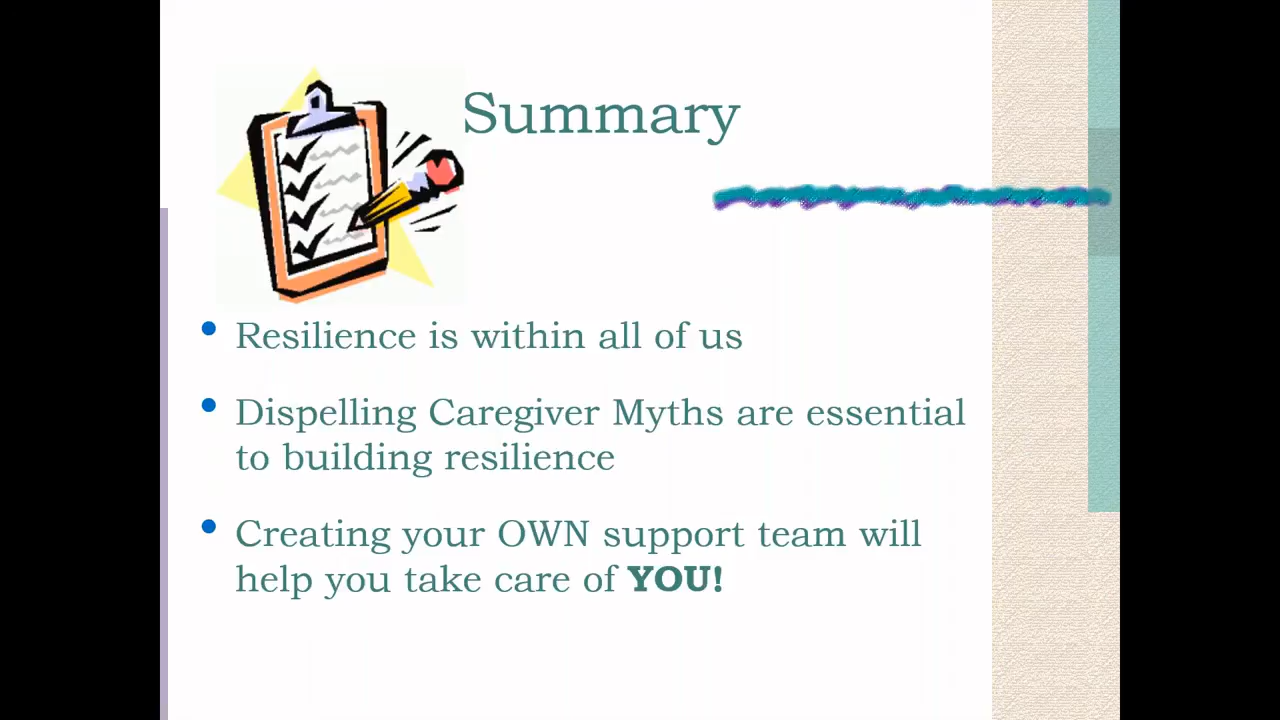 Summary
Resilience is within all of us
Dispelling Caregiver Myths are essential
to building resilience
Creating your OWN support team will
help you take care of YOU!